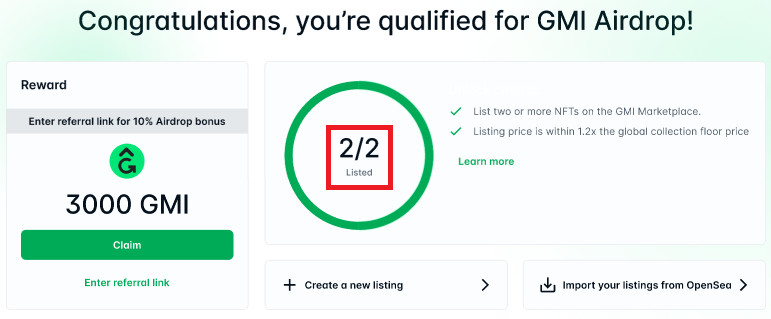 Congratulations, you’re qualified for GMI Airdrop!
Reward
Enter referral link for 10% Airdrop bonus
3000 GMI
Claim
Enter referral link
2/2
Listed
List two or more NFTs on the GMI Marketplace.
Listing price is within 1.2x the global collection floor price
Learn more
Create a new listing
Import your listings from OpenSea